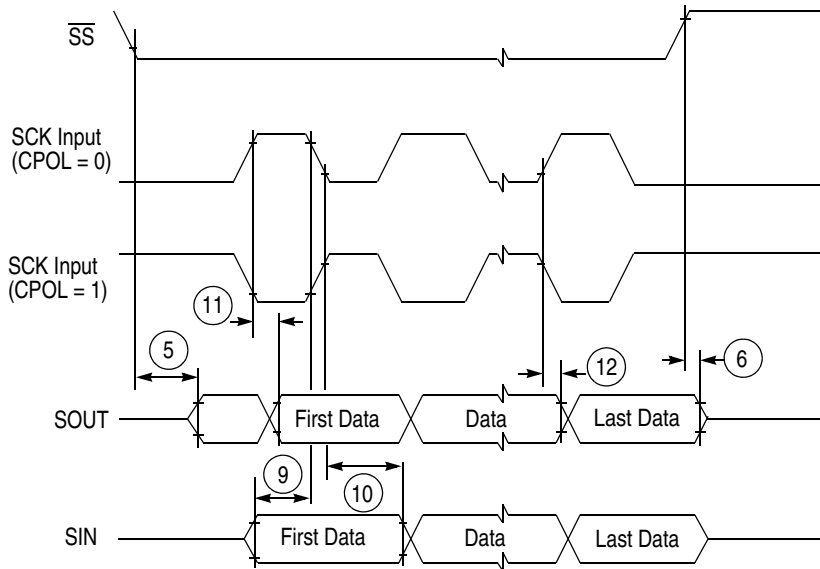 SS
SCK Input
(CPOL = 0)
SCK Input
(CPOL = 1)
11
5
12
6
SOUT
First Data
Data
Last Data
9
10
SIN
First Data
Data
Last Data